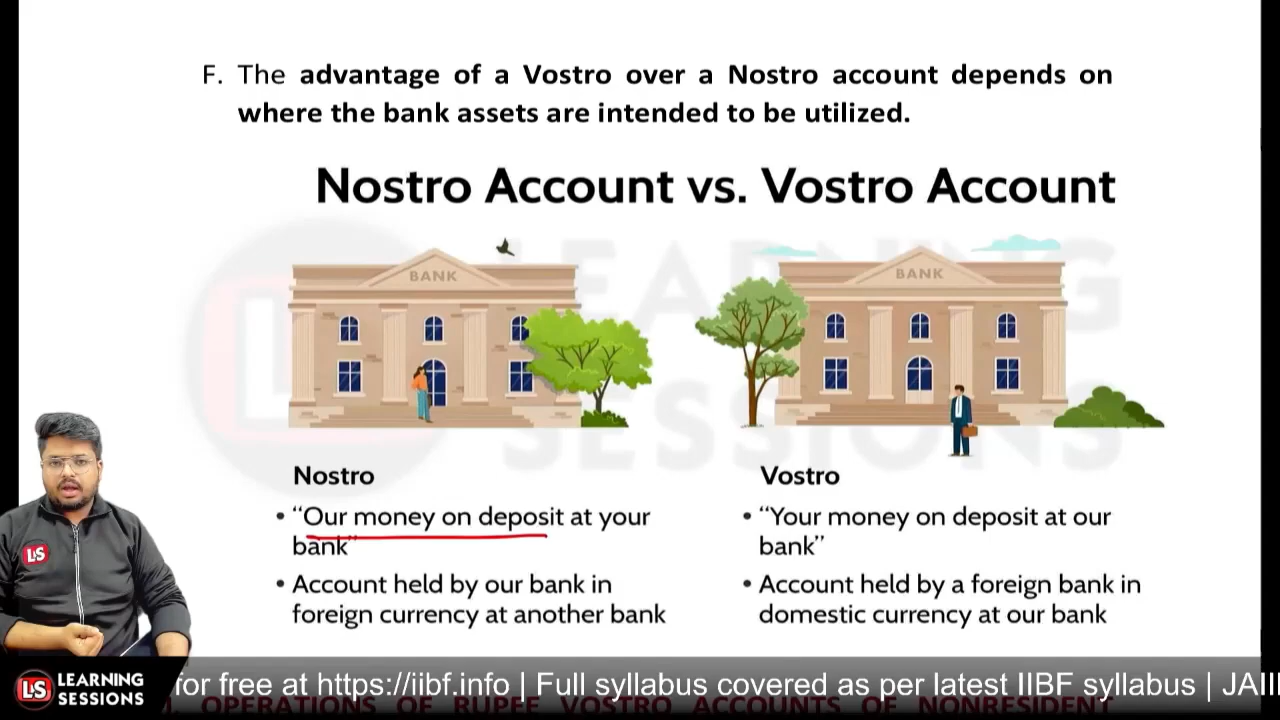 F. The advantage of a Vostro over a Nostro account depends on
where the bank assets are intended to be utilized.
Nostro Account vs. Vostro Account
BANK
BANK
LEARNING
SESSIONS
Nostro
• “Our money on deposit at your
bank”
• Account held by our bank in
foreign currency at another bank
Vostro
• “Your money on deposit at our
bank”
• Account held by a foreign bank in
domestic currency at our bank
LS
LS LEARNING
SESSIONS
for free at https://iibf.info | Full syllabus covered as per latest IIBF syllabus | JAII
OPERATIONS OF RUPEE VOSTRO ACCOUNTS OF NONRESIDENT